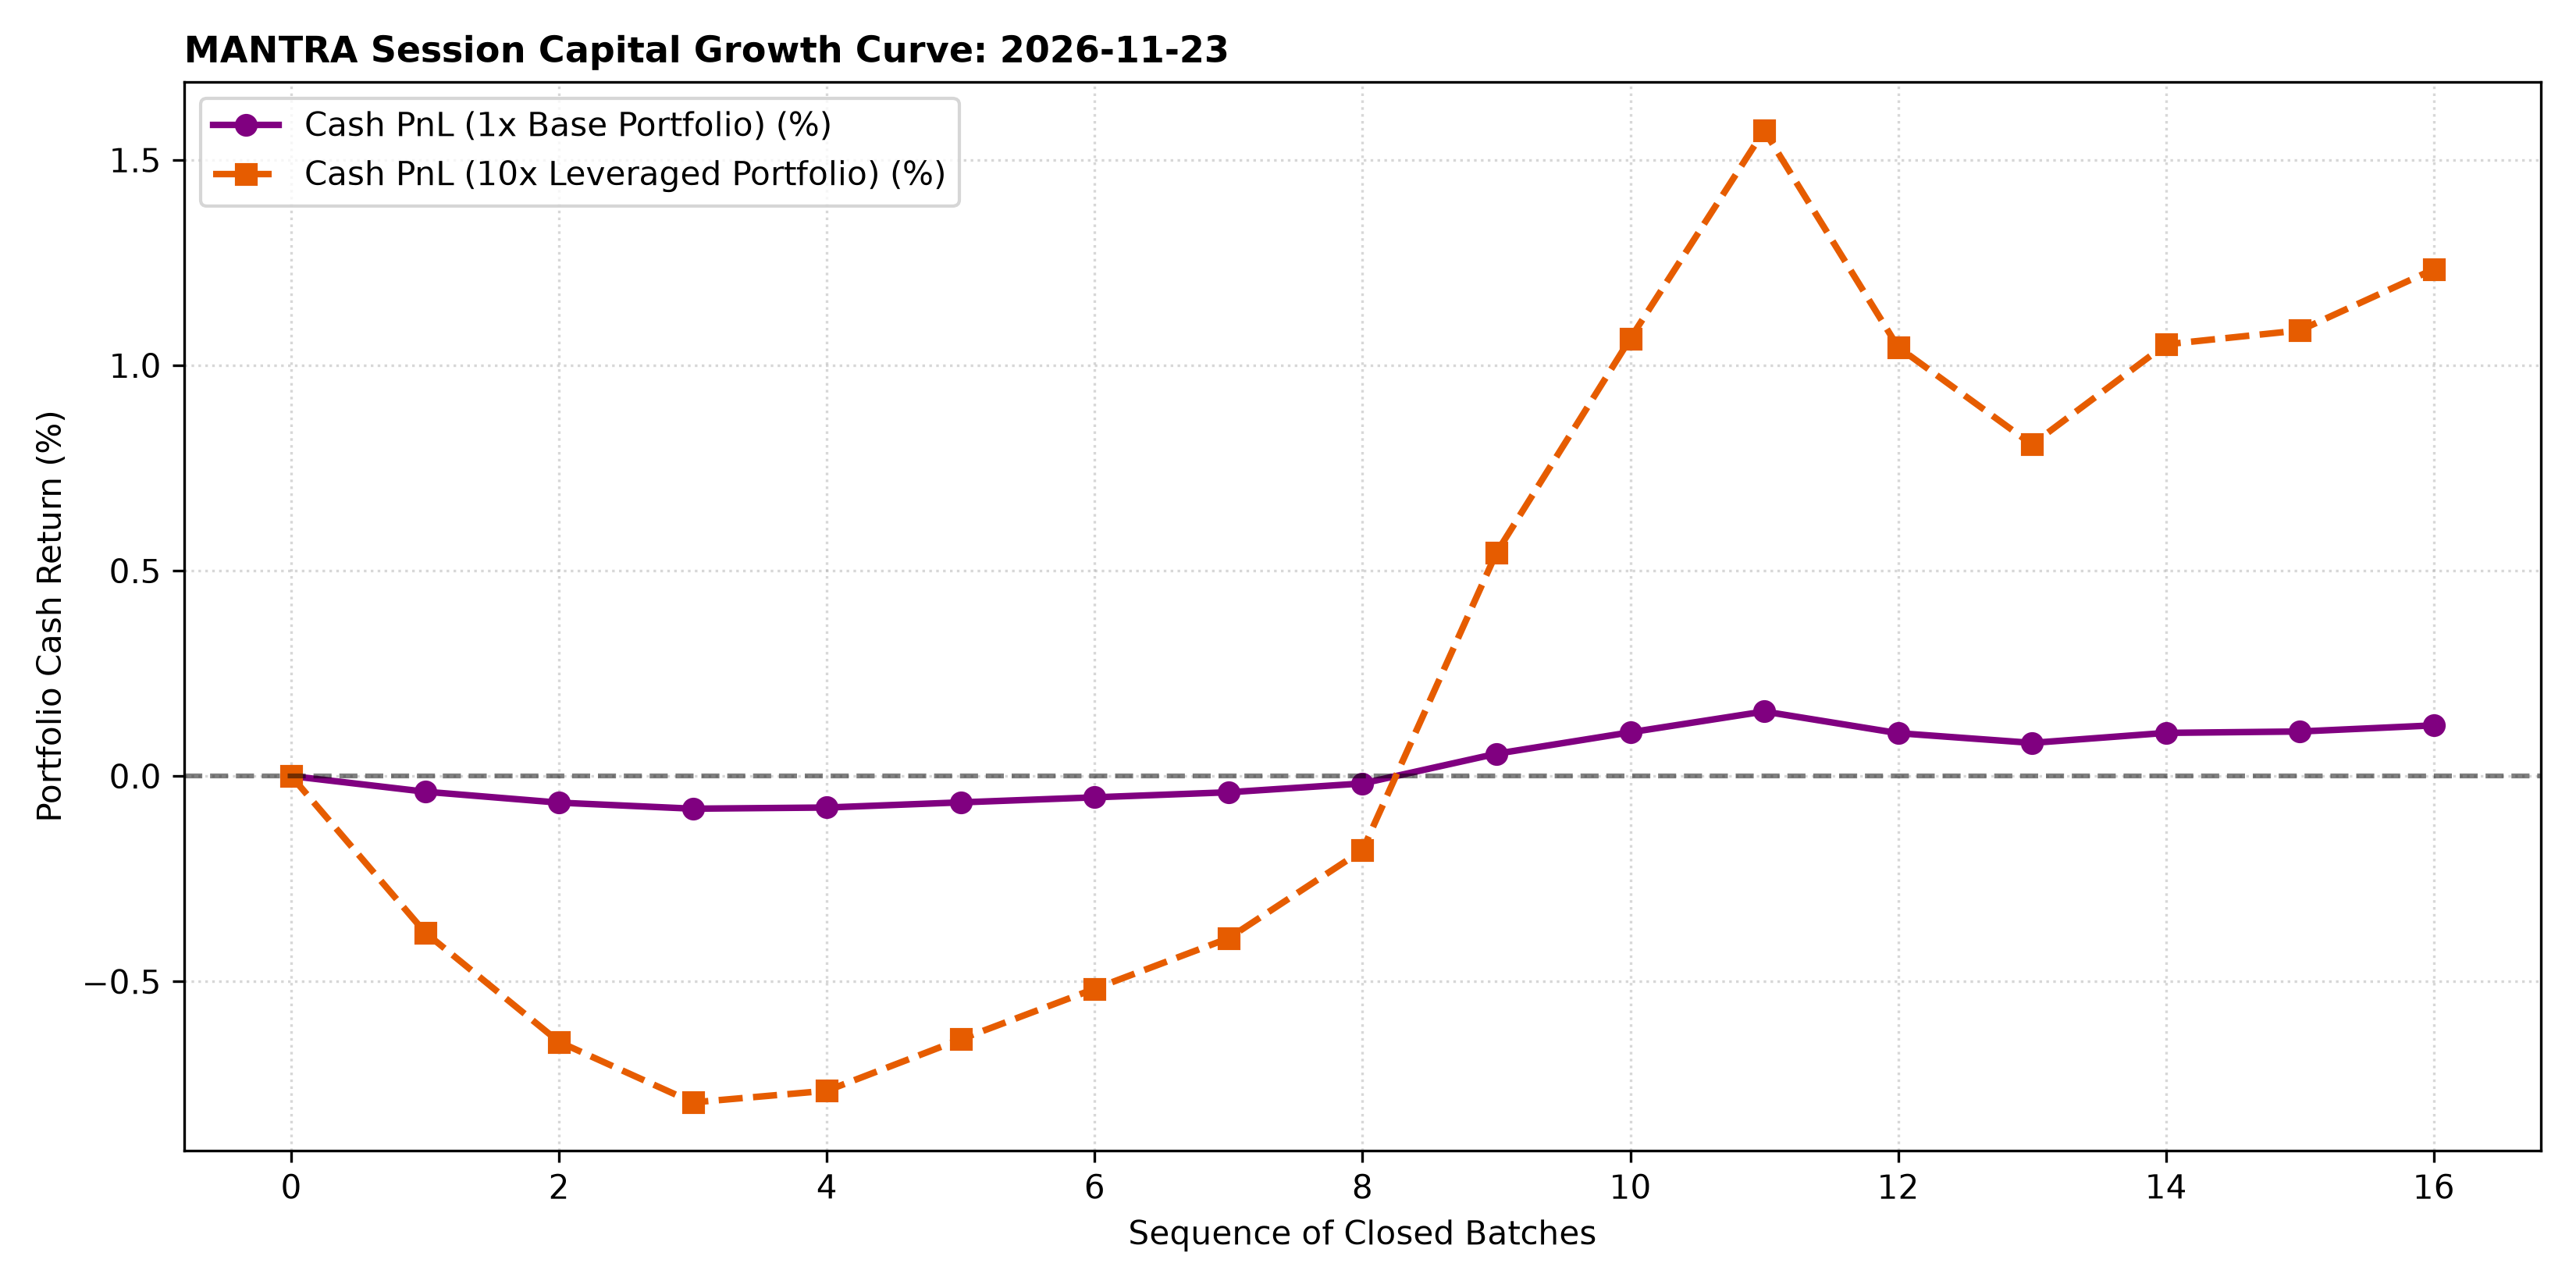 MANTRA Session Capital Growth Curve: 2026-11-23
Cash PnL (1x Base Portfolio) (%)
Cash PnL (10x Leveraged Portfolio) (%)
Portfolio Cash Return (%)
1.5
1.0
0.5
0.0
−0.5
0 2 4 6 8 10 12 14 16
Sequence of Closed Batches